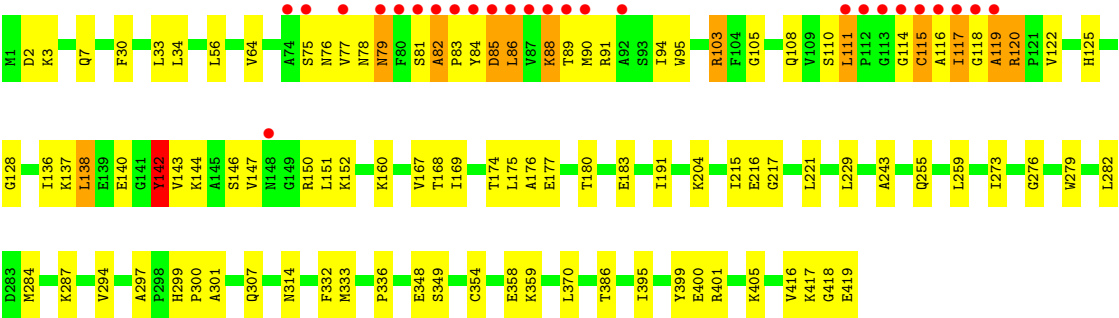 M1 D2 K3 Q7 F30 L33 L34 L56 V64 A74 S75 N76 V77 N78 N79 F80 S81 A82 P83 Y84 D85 L86 V87 K88 T89 M90 R91 A92 S93 I94 W95 R103 F104 G105 Q108 V109 S110 L111 P112 G113 G114 C115 A116 I117 G118 A119 R120 P121 V122 H125
G128 I136 K137 L138 E139 E140 G141 Y142 V143 K144 A145 S146 V147 N148 G149 R150 L151 K152 K160 V167 T168 I169 T174 L175 A176 E177 T180 E183 I191 K204 I215 E216 G217 L221 L229 A243 Q255 L259 I273 G276 W279 L282
D283 M284 K287 V294 A297 P298 H299 P300 A301 Q307 N314 F332 M333 P336 E348 S349 C354 E358 K359 L370 T386 I395 Y399 E400 R401 K405 V416 K417 G418 E419